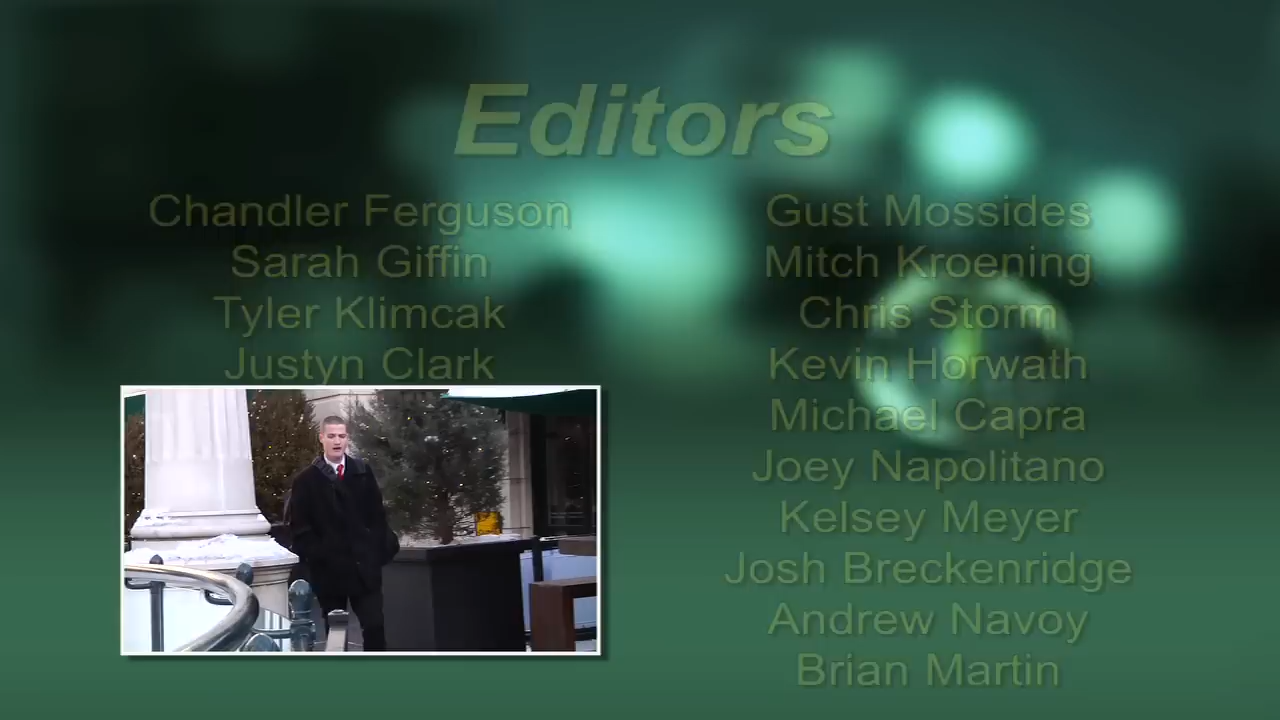 Editors
Chandler Ferguson
Sarah Giffin
Tyler Klimcak
Justyn Clark
Gust Mossides
Mitch Kroening
Chris Storm
Kevin Horwath
Michael Capra
Joey Napolitano
Kelsey Meyer
Josh Breckenridge
Andrew Navoy
Brian Martin